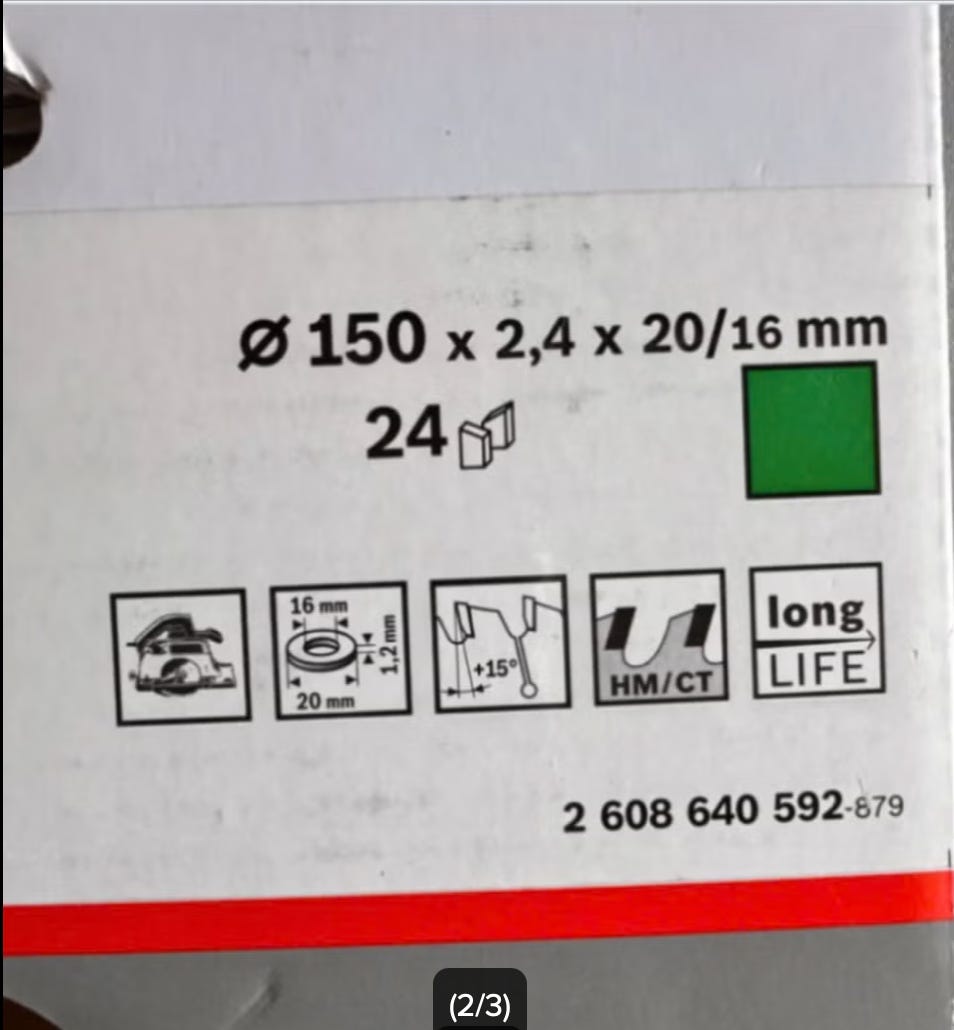 Ø 150 x 2,4 x 20/16 mm
24
16 mm
1,2 mm
20 mm
+15°
HM/CT
long
LIFE
2 608 640 592-879
(2/3)